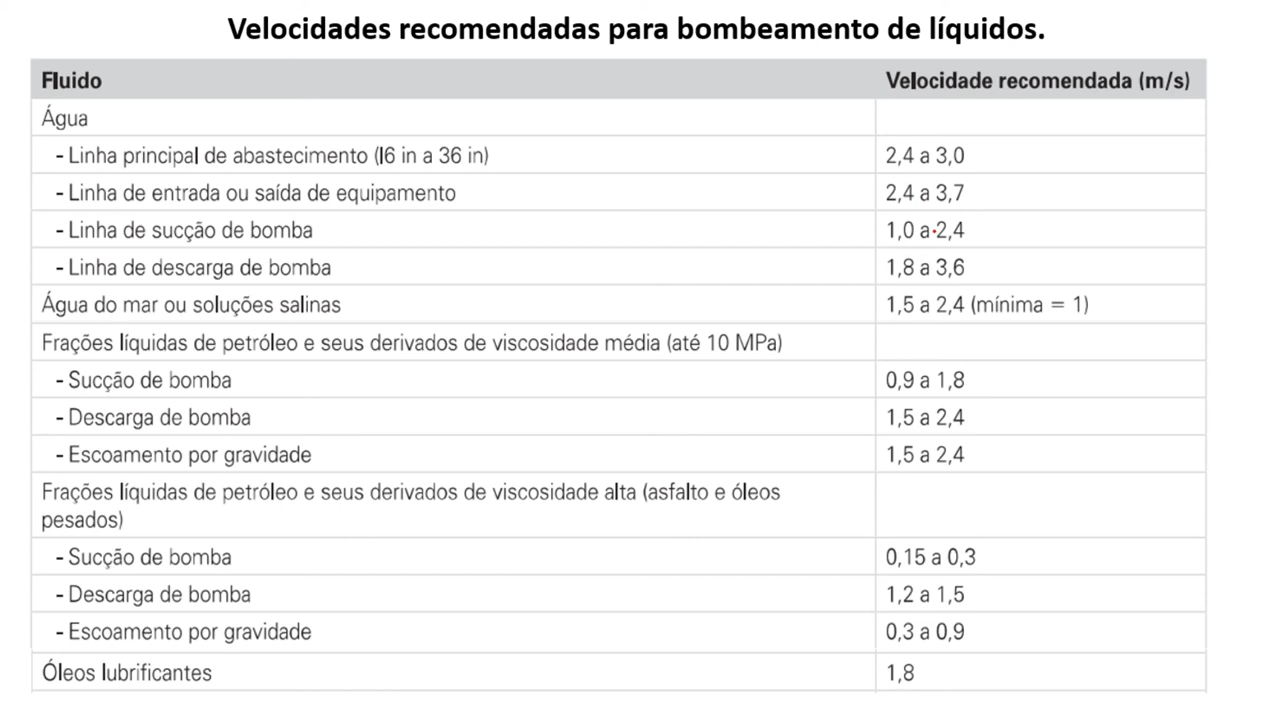 Velocidades recomendadas para bombeamento de líquidos.
Fluido Velocidade recomendada (m/s)
Água
- Linha principal de abastecimento (l6 in a 36 in) 2,4 a 3,0
- Linha de entrada ou saída de equipamento 2,4 a 3,7
- Linha de sucção de bomba 1,0 a 2,4
- Linha de descarga de bomba 1,8 a 3,6
Água do mar ou soluções salinas 1,5 a 2,4 (mínima = 1)
Frações líquidas de petróleo e seus derivados de viscosidade média (até 10 MPa)
- Sucção de bomba 0,9 a 1,8
- Descarga de bomba 1,5 a 2,4
- Escoamento por gravidade 1,5 a 2,4
Frações líquidas de petróleo e seus derivados de viscosidade alta (asfalto e óleos
pesados)
- Sucção de bomba 0,15 a 0,3
- Descarga de bomba 1,2 a 1,5
- Escoamento por gravidade 0,3 a 0,9
Óleos lubrificantes 1,8